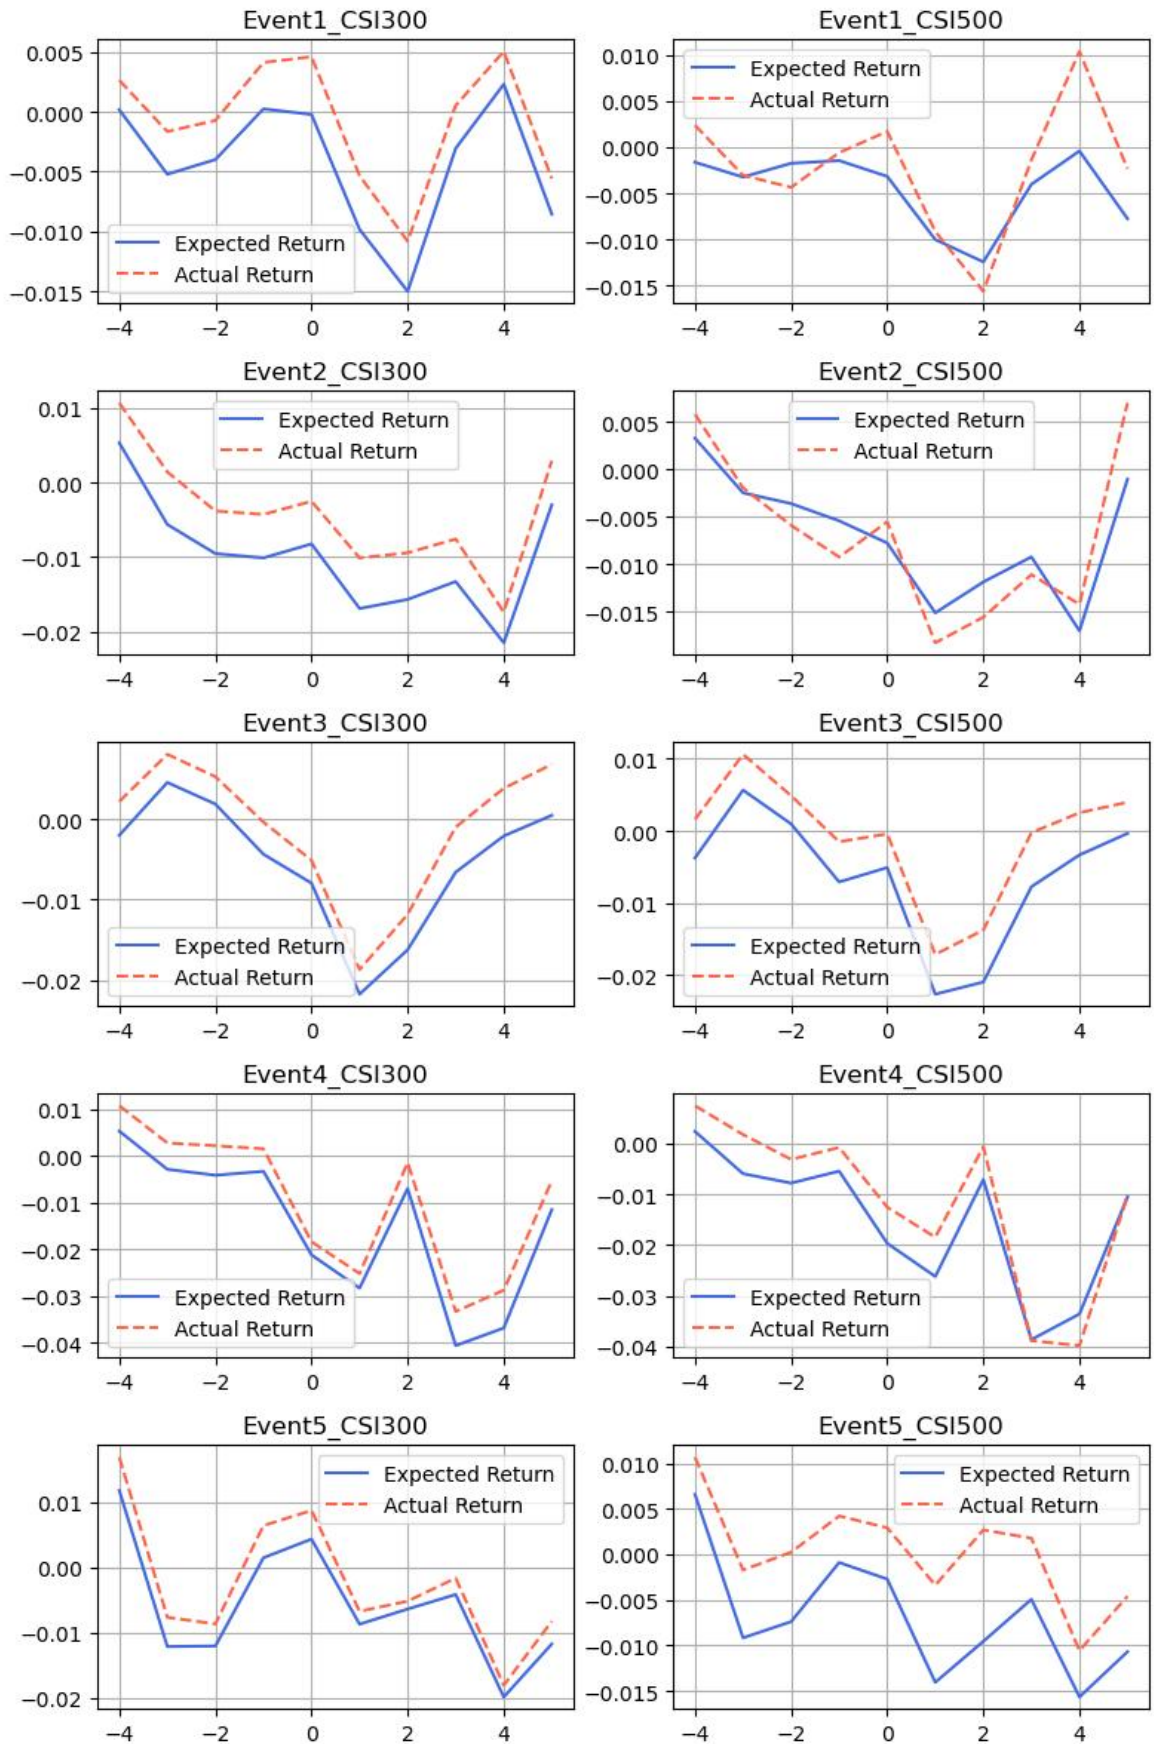 Event1_CSI300
0.005
0.000
−0.005
−0.010
−0.015
Expected Return
Actual Return
−4 −2 0 2 4
Event1_CSI500
0.010
0.005
0.000
−0.005
−0.010
−0.015
Expected Return
Actual Return
−4 −2 0 2 4
Event2_CSI300
0.01
0.00
−0.01
−0.02
Expected Return
Actual Return
−4 −2 0 2 4
Event2_CSI500
0.005
0.000
−0.005
−0.010
−0.015
Expected Return
Actual Return
−4 −2 0 2 4
Event3_CSI300
0.00
−0.01
−0.02
Expected Return
Actual Return
−4 −2 0 2 4
Event3_CSI500
0.01
0.00
−0.01
−0.02
Expected Return
Actual Return
−4 −2 0 2 4
Event4_CSI300
0.01
0.00
−0.01
−0.02
−0.03
−0.04
Expected Return
Actual Return
−4 −2 0 2 4
Event4_CSI500
0.00
−0.01
−0.02
−0.03
−0.04
Expected Return
Actual Return
−4 −2 0 2 4
Event5_CSI300
0.01
0.00
−0.01
−0.02
Expected Return
Actual Return
−4 −2 0 2 4
Event5_CSI500
0.010
0.005
0.000
−0.005
−0.010
−0.015
Expected Return
Actual Return
−4 −2 0 2 4